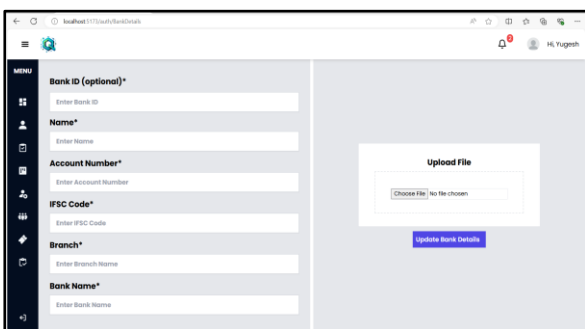 localhost:5173/auth/BankDetails
2
Hi, Yugesh
MENU
Bank ID (optional)*
Enter Bank ID
Name*
Enter Name
Account Number*
Enter Account Number
IFSC Code*
Enter IFSC Code
Branch*
Enter Branch Name
Bank Name*
Enter Bank Name
Upload File
Choose File No file chosen
Update Bank Details